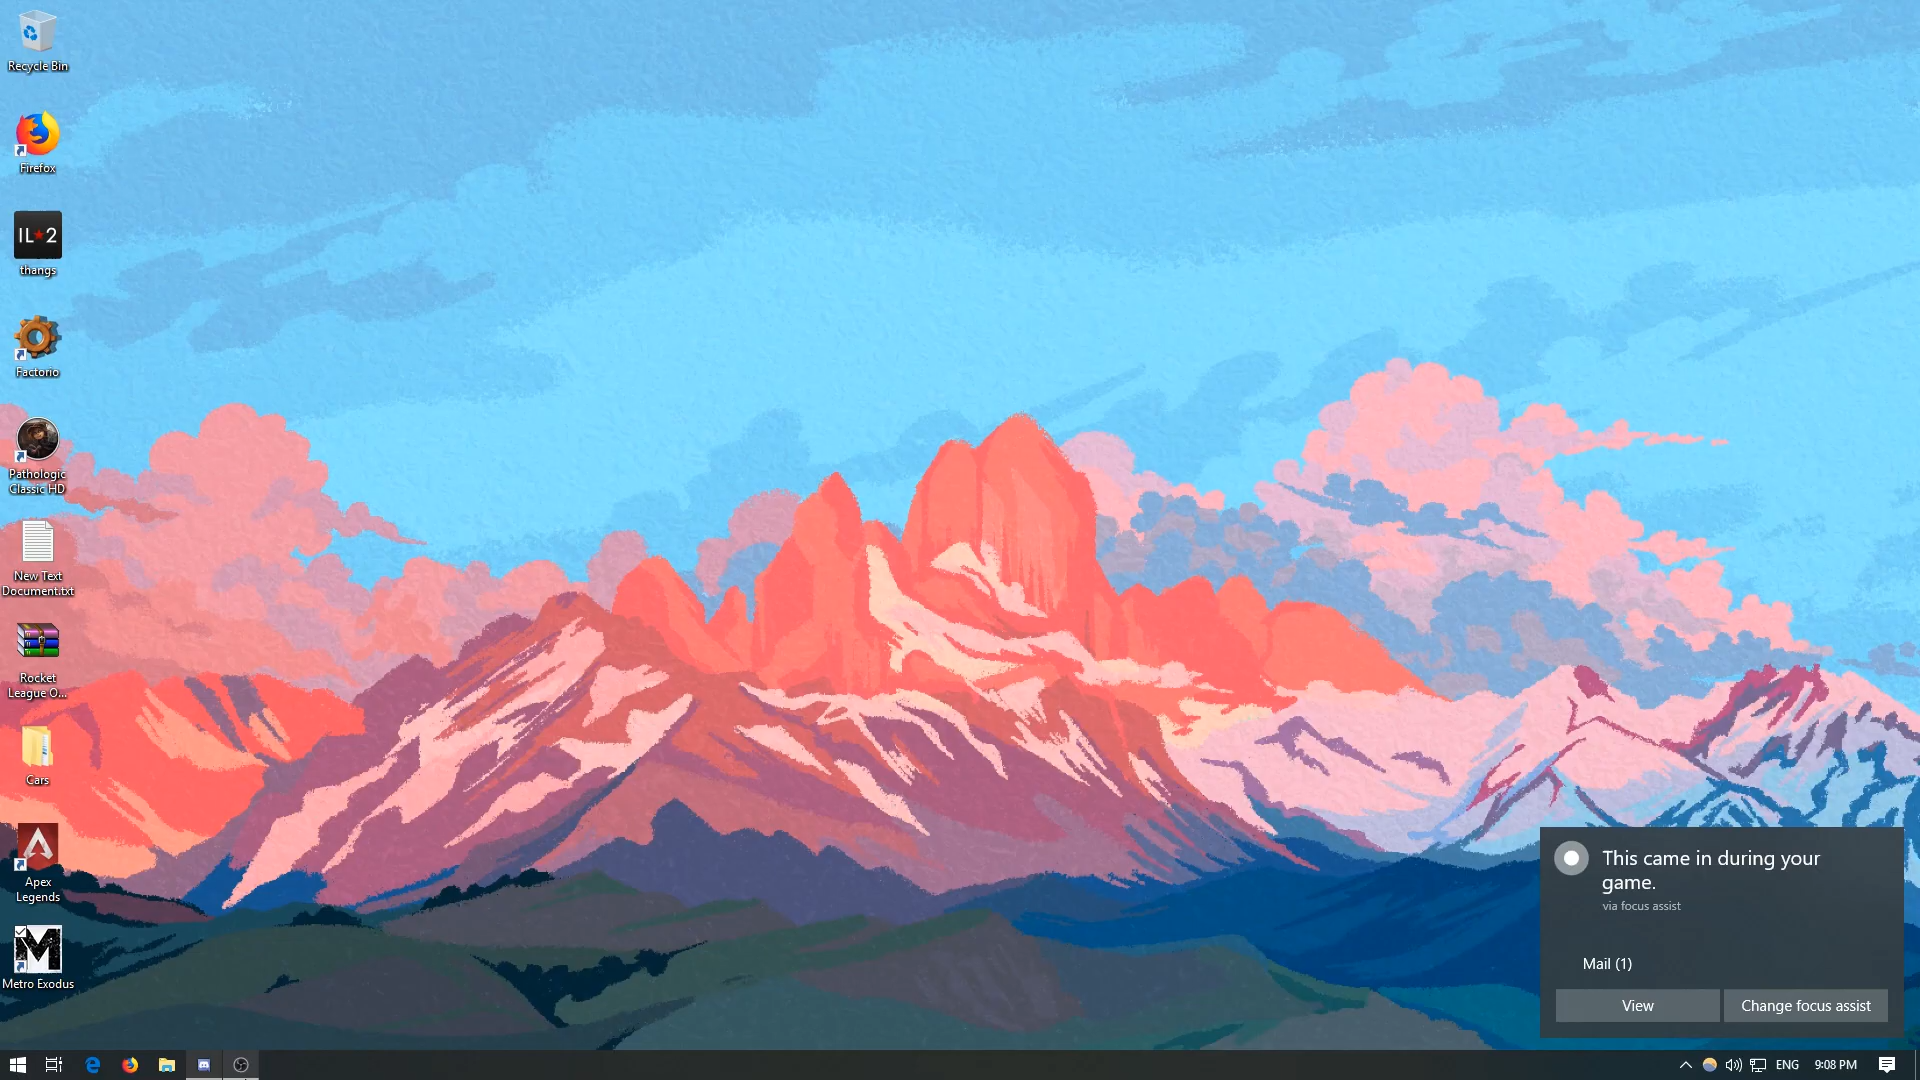 Recycle Bin
Firefox
IL★2
thangs
Factorio
Pathologic
Classic HD
New Text
Document.txt
Rocket
League O...
Cars
Apex
Legends
Metro Exodus
This came in during your
game.
via focus assist
Mail (1)
View
Change focus assist
ENG
9:08 PM